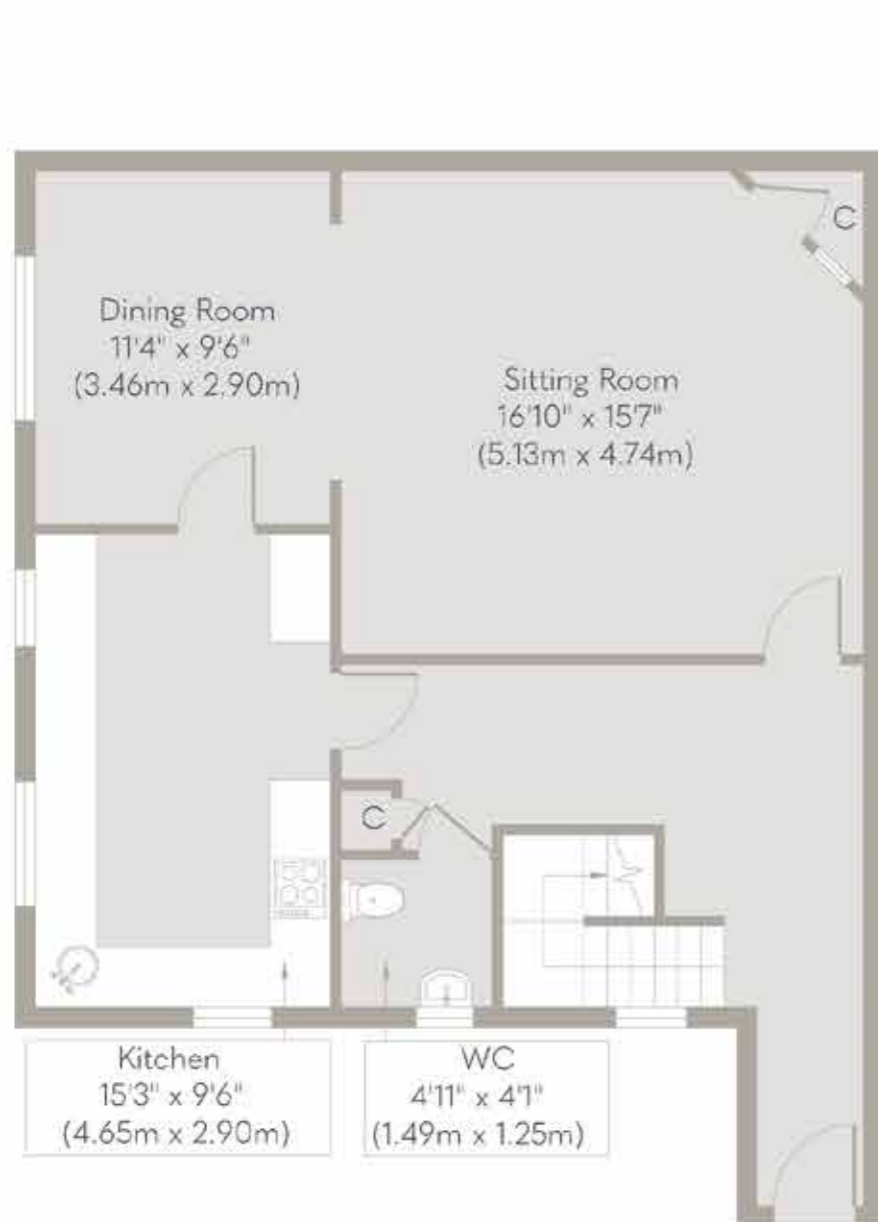 Dining Room
11'4" x 9'6"
(3.46m x 2.90m)
C
Sitting Room
16'10" x 15'7"
(5.13m x 4.74m)
C
Kitchen
15'3" x 9'6"
(4.65m x 2.90m)
WC
4'11" x 4'1"
(1.49m x 1.25m)